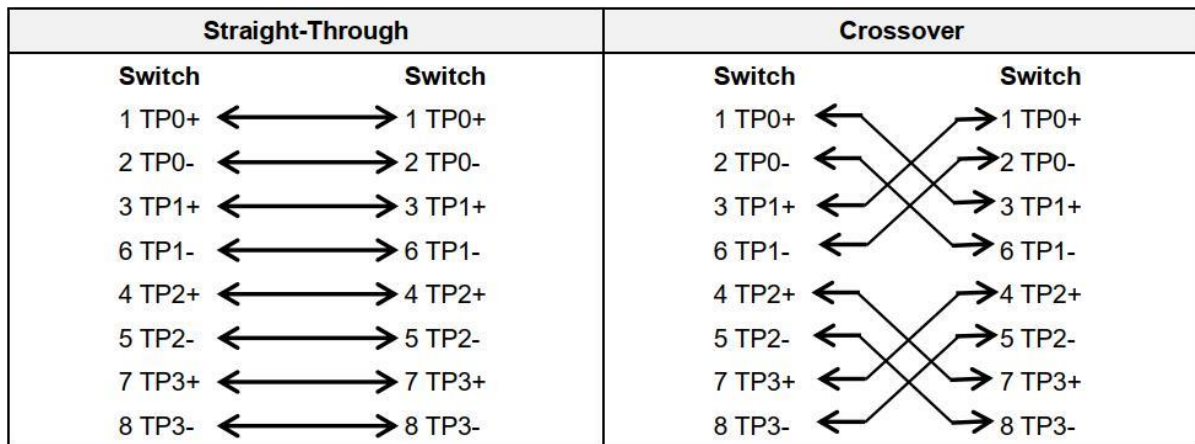 Straight-Through Crossover
Switch Switch Switch Switch
1 TP0+ 1 TP0+ 1 TP0+ 1 TP0+
2 TP0- 2 TP0- 2 TP0- 2 TP0-
3 TP1+ 3 TP1+ 3 TP1+ 3 TP1+
6 TP1- 6 TP1- 6 TP1- 6 TP1-
4 TP2+ 4 TP2+ 4 TP2+ 4 TP2+
5 TP2- 5 TP2- 5 TP2- 5 TP2-
7 TP3+ 7 TP3+ 7 TP3+ 7 TP3+
8 TP3- 8 TP3- 8 TP3- 8 TP3-